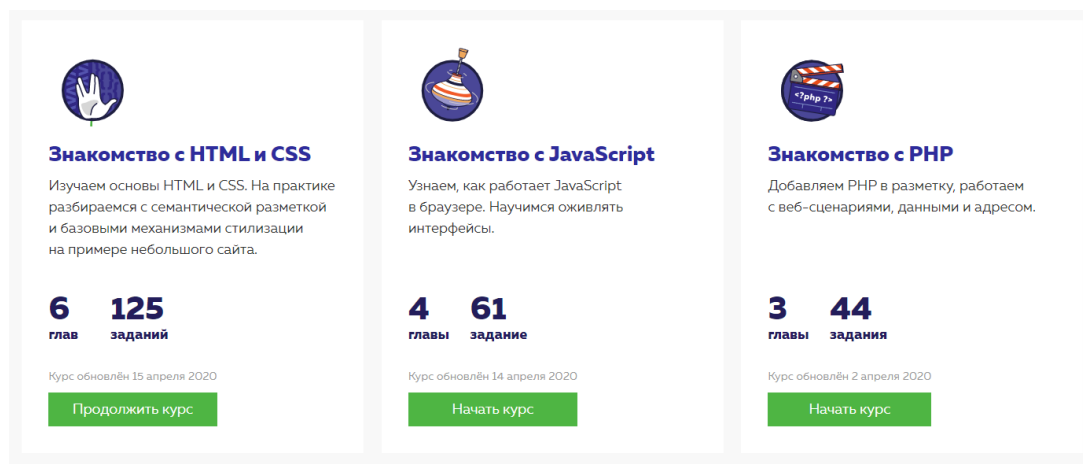 Знакомство с HTML и CSS
Изучаем основы HTML и CSS. На практике
разбираемся с семантической разметкой
и базовыми механизмами стилизации
на примере небольшого сайта.
6 125
глав заданий
Курс обновлён 15 апреля 2020
Продолжить курс
Знакомство с JavaScript
Узнаем, как работает JavaScript
в браузере. Научимся оживлять
интерфейсы.
4 61
главы задание
Курс обновлён 14 апреля 2020
Начать курс
<?php ?>
Знакомство с PHP
Добавляем PHP в разметку, работаем
с веб-сценариями, данными и адресом.
3 44
главы задания
Курс обновлён 2 апреля 2020
Начать курс